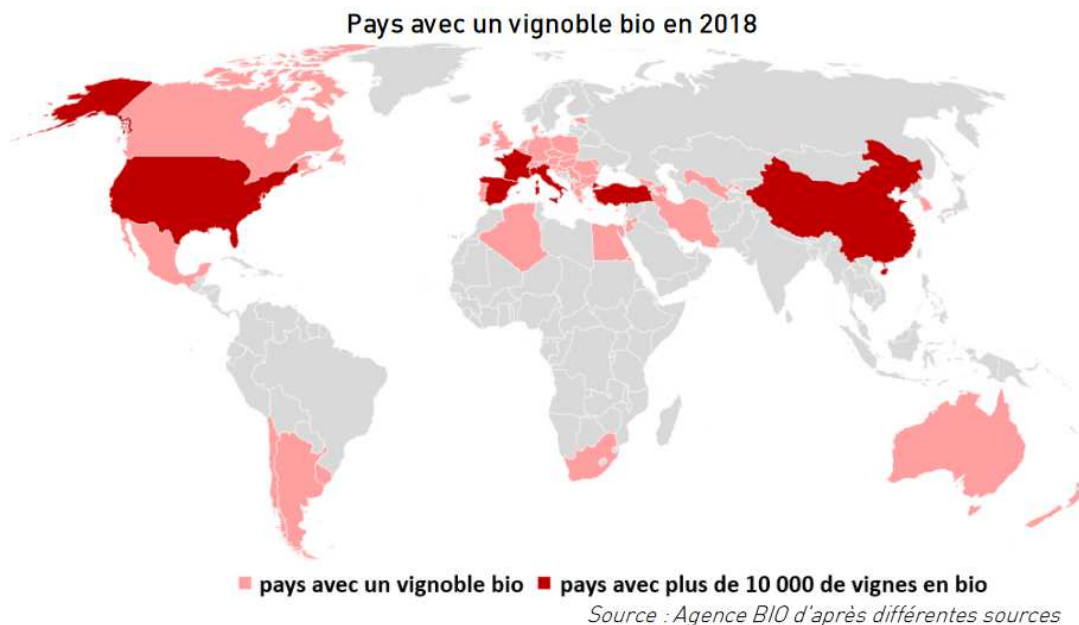 Pays avec un vignoble bio en 2018
pays avec un vignoble bio pays avec plus de 10 000 de vignes en bio
Source : Agence BIO d'après différentes sources